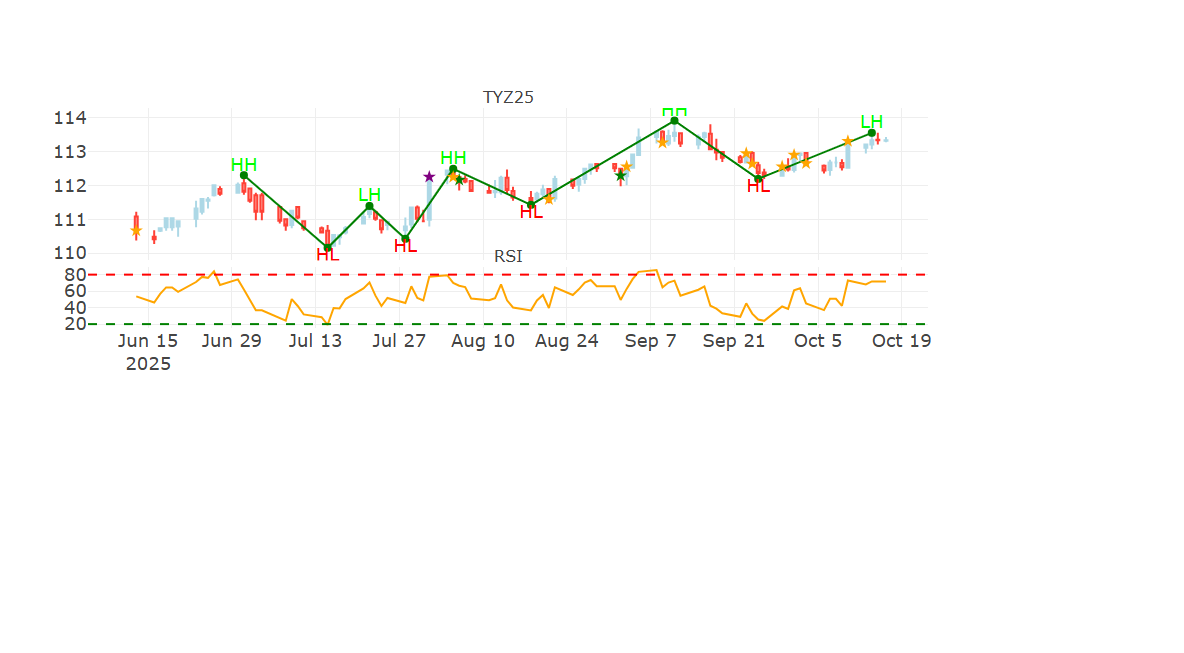 TYZ25
114
113
112
111
110
HH
HL
LH
HL
HH
HL
HH
HL
LH
RSI
80
60
40
20
Jun 15 Jun 29 Jul 13 Jul 27 Aug 10 Aug 24 Sep 7 Sep 21 Oct 5 Oct 19
2025